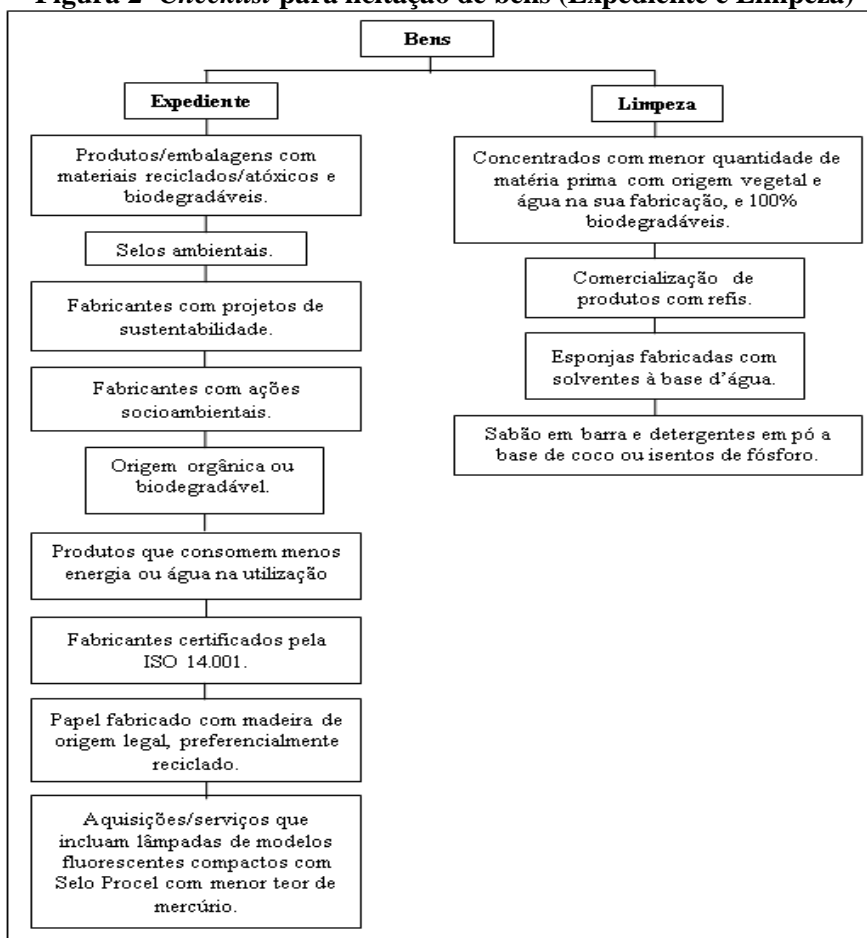 Figura 2- Checklist para licitação de bens (Expediente e Limpeza)
Bens
Expediente
Produtos/embalagens com
materiais reciclados/atóxicos e
biodegradáveis.
Selos ambientais.
Fabricantes com projetos de
sustentabilidade.
Fabricantes com ações
socioambientais.
Origem orgânica ou
biodegradável.
Produtos que consomem menos
energia ou água na utilização
Fabricantes certificados pela
ISO 14.001.
Papel fabricado com madeira de
origem legal, preferencialmente
reciclado.
Aquisições/serviços que
incluam lâmpadas de modelos
fluorescentes compactos com
Selo Procel com menor teor de
mercúrio.
Limpeza
Concentrados com menor quantidade de
matéria prima com origem vegetal e
água na sua fabricação, e 100%
biodegradáveis.
Comercialização de
produtos com refis.
Esponjas fabricadas com
solventes à base d’água.
Sabão em barra e detergentes em pó a
base de coco ou isentos de fósforo.